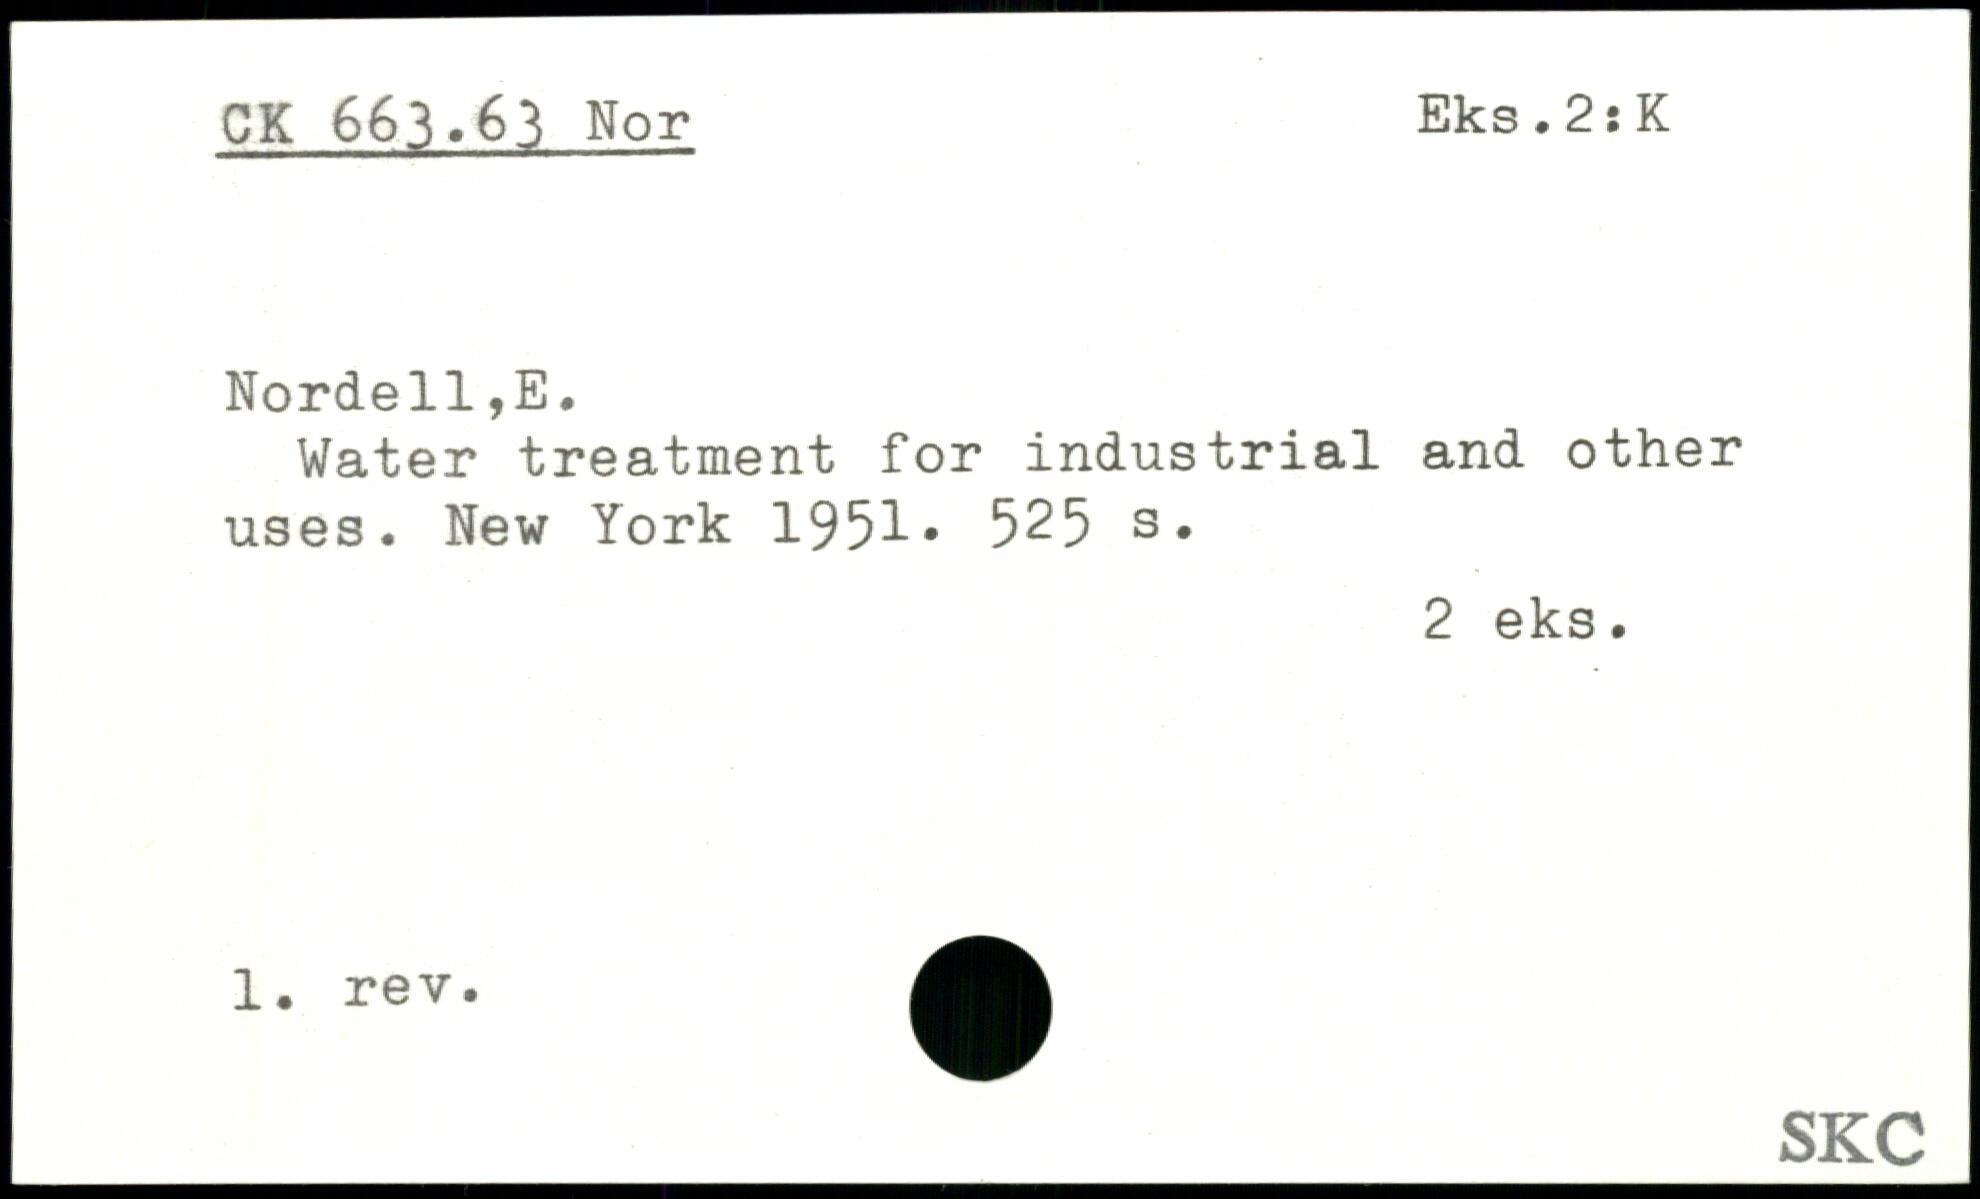 CK 663.63 Nor
Eks.2:K
Nordell,E.
Water treatment for industrial and other
uses. New York 1951. 525 s.
2 eks.
1. rev.
SKC